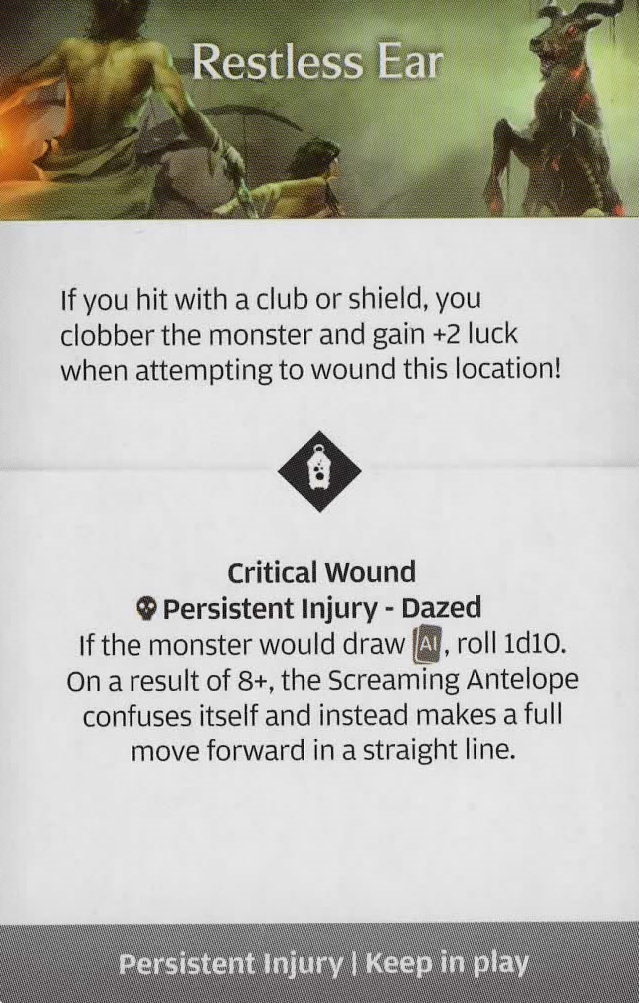 Restless Ear
If you hit with a club or shield, you
clobber the monster and gain +2 luck
when attempting to wound this location!
Critical Wound
Persistent Injury - Dazed
If the monster would draw AI, roll 1d10.
On a result of 8+, the Screaming Antelope
confuses itself and instead makes a full
move forward in a straight line.
Persistent Injury | Keep in play